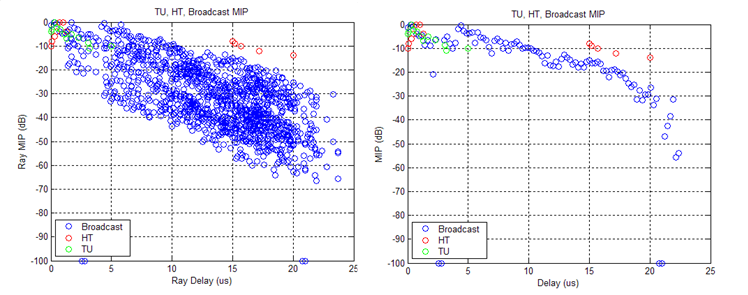 TU, HT, Broadcast MIP
0
-10
-20
-30
-40
-50
-60
-70
-80
-90
-100
Ray MIP (dB)
Broadcast
HT
TU
0 5 10 15 20 25
Ray Delay (us)
TU, HT, Broadcast MIP
0
-10
-20
-30
-40
-50
-60
-70
-80
-90
-100
MIP (dB)
Broadcast
HT
TU
0 5 10 15 20 25
Delay (us)